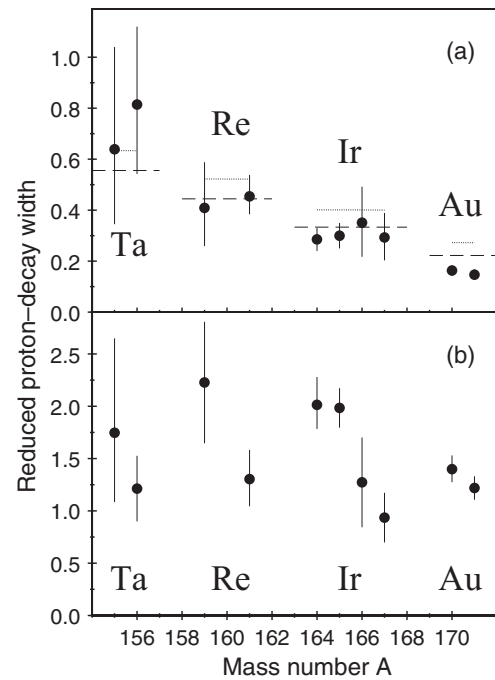 (a)
1.0
0.8
0.6
0.4
0.2
0.0
Ta
Re
Ir
Au
Reduced proton−decay width
(b)
2.5
2.0
1.5
1.0
0.5
0.0
Ta
Re
Ir
Au
156 158 160 162 164 166 168 170
Mass number A